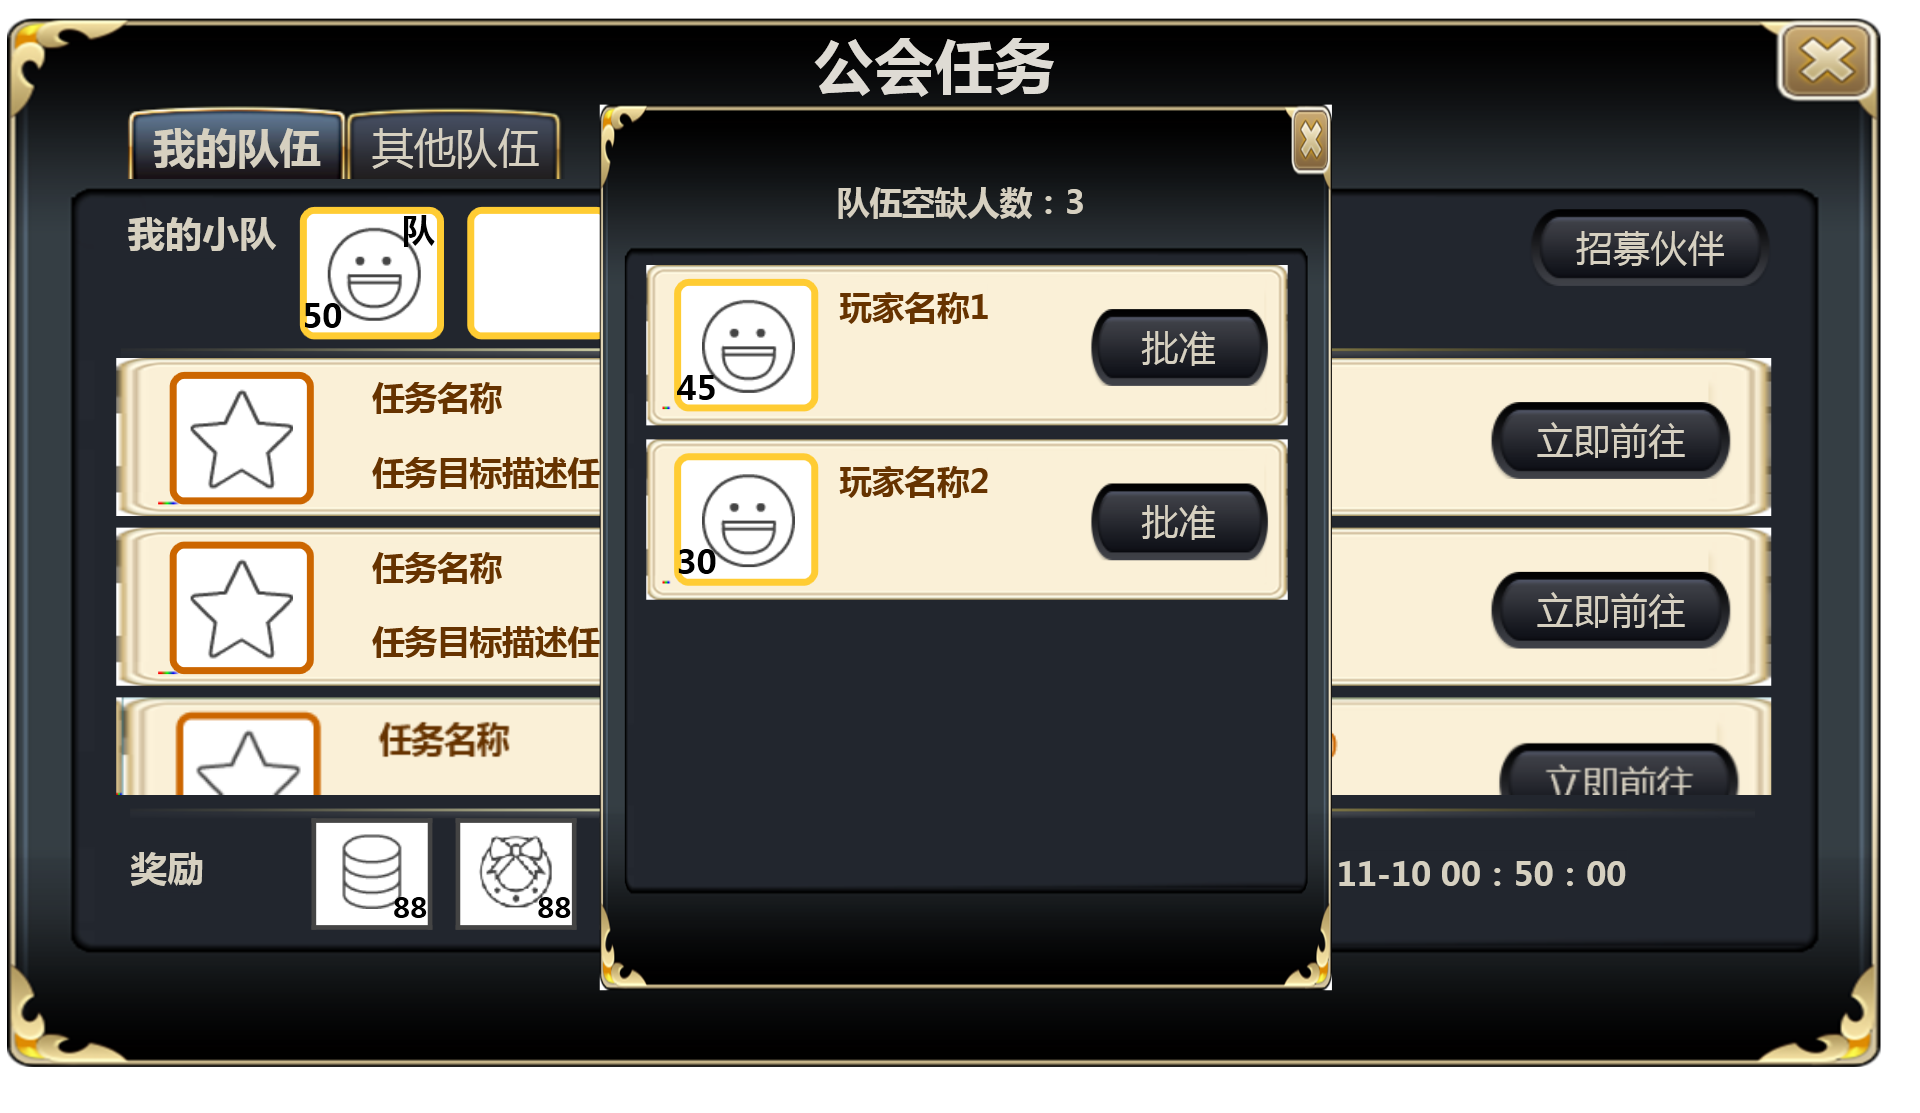 公会任务
我的队伍
其他队伍
队伍空缺人数：3
我的小队
队
50
招募伙伴
玩家名称1
45
批准
玩家名称2
30
批准
任务名称
任务目标描述任
立即前往
任务名称
任务目标描述任
立即前往
任务名称
立即前往
奖励
88
88
11-10 00：50：00